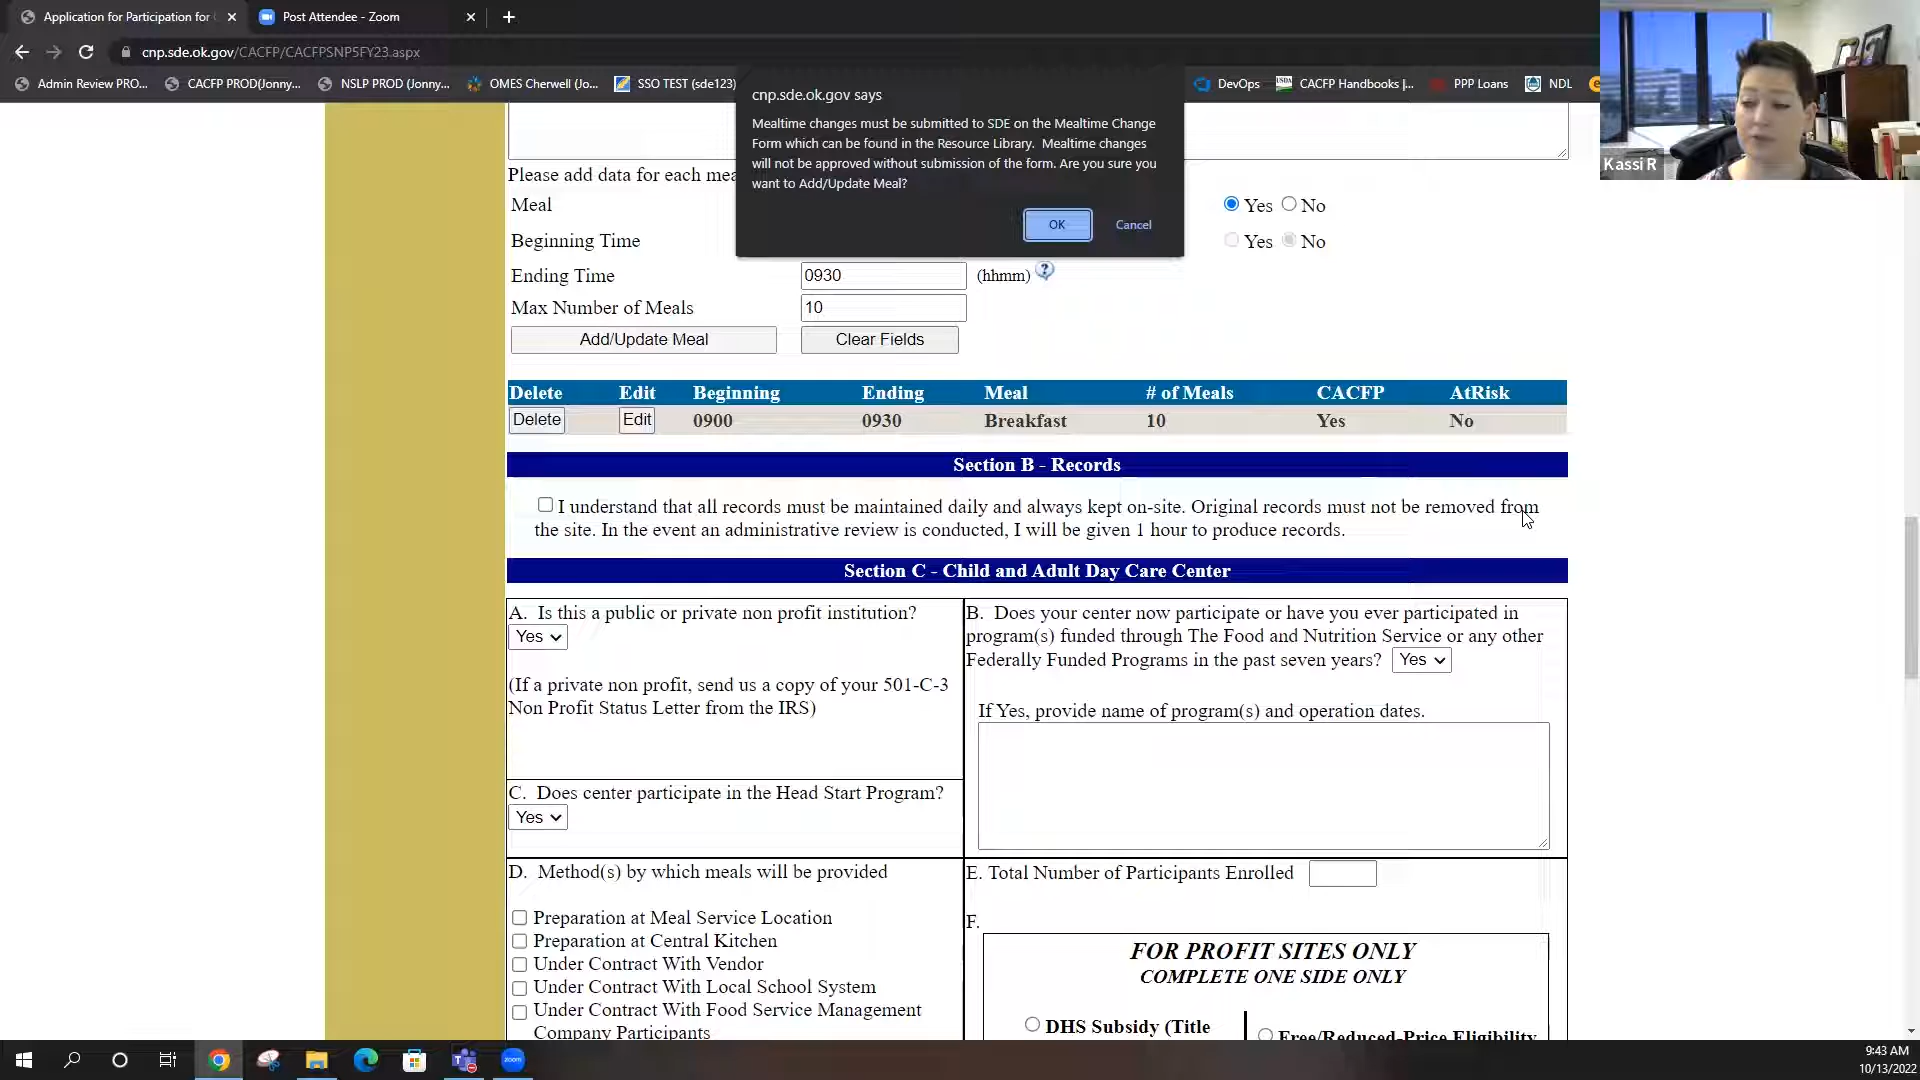 Application for Participation for
Post Attendee - Zoom
cnp.sde.ok.gov/CACFP/CACFPSNP5FY23.aspx
Admin Review PRO...
CACFP PROD(Jonny...
NSLP PROD (Jonny...
OMES Cherwell (Jo...
SSO TEST (sde123)
DevOps
CACFP Handbooks |...
PPP Loans
NDL
Kassi R
cnp.sde.ok.gov says
Mealtime changes must be submitted to SDE on the Mealtime Change
Form which can be found in the Resource Library. Mealtime changes
will not be approved without submission of the form. Are you sure you
want to Add/Update Meal?
OK
Cancel
Please add data for each mea
Meal
Yes No
Beginning Time
Yes No
Ending Time
0930
(hhmm)
Max Number of Meals
10
Add/Update Meal
Clear Fields
Delete Edit Beginning Ending Meal # of Meals CACFP AtRisk
Delete Edit 0900 0930 Breakfast 10 Yes No
Section B - Records
I understand that all records must be maintained daily and always kept on-site. Original records must not be removed from
the site. In the event an administrative review is conducted, I will be given 1 hour to produce records.
Section C - Child and Adult Day Care Center
A. Is this a public or private non profit institution?
Yes
(If a private non profit, send us a copy of your 501-C-3
Non Profit Status Letter from the IRS)
B. Does your center now participate or have you ever participated in
program(s) funded through The Food and Nutrition Service or any other
Federally Funded Programs in the past seven years? Yes
If Yes, provide name of program(s) and operation dates.
C. Does center participate in the Head Start Program?
Yes
D. Method(s) by which meals will be provided
Preparation at Meal Service Location
Preparation at Central Kitchen
Under Contract With Vendor
Under Contract With Local School System
Under Contract With Food Service Management
Company Participants
E. Total Number of Participants Enrolled
F.
FOR PROFIT SITES ONLY
COMPLETE ONE SIDE ONLY
DHS Subsidy (Title
Free/Reduced-Price Eligibility
zoom
9:43 AM
10/13/2022